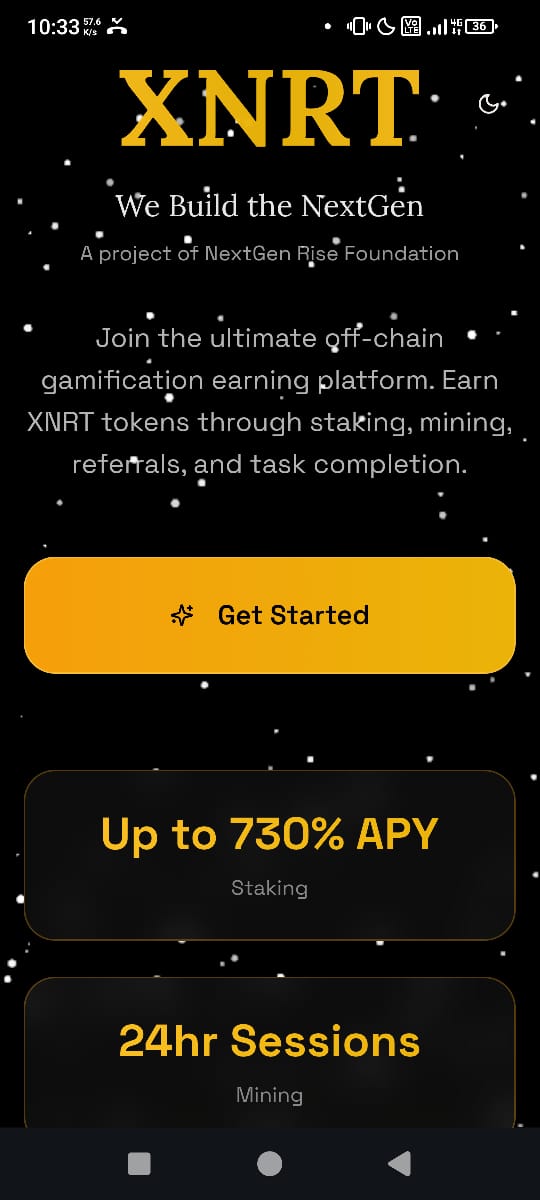 10:33 57.6 K/s Vo LTE 4G 36
XNRT
We Build the NextGen
A project of NextGen Rise Foundation
Join the ultimate off-chain
gamification earning platform. Earn
XNRT tokens through staking, mining,
referrals, and task completion.
Get Started
Up to 730% APY
Staking
24hr Sessions
Mining